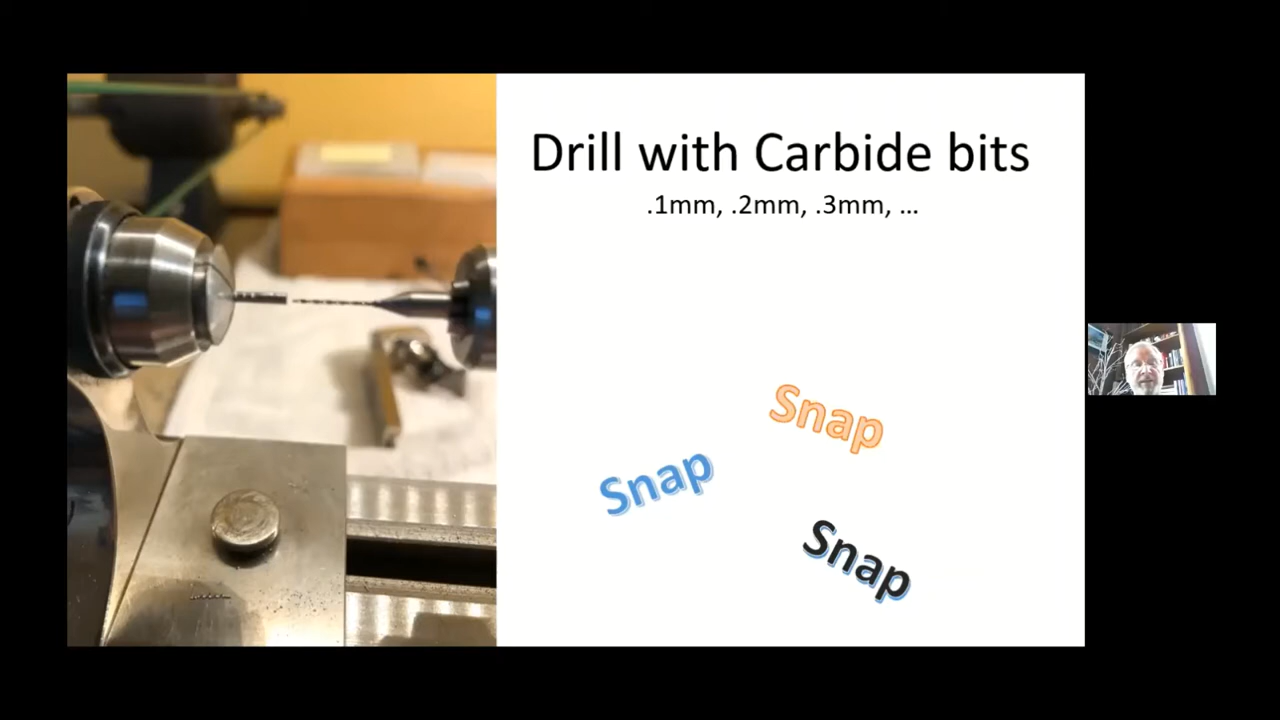 Drill with Carbide bits
.1mm, .2mm, .3mm, ...
Snap
Snap
Snap